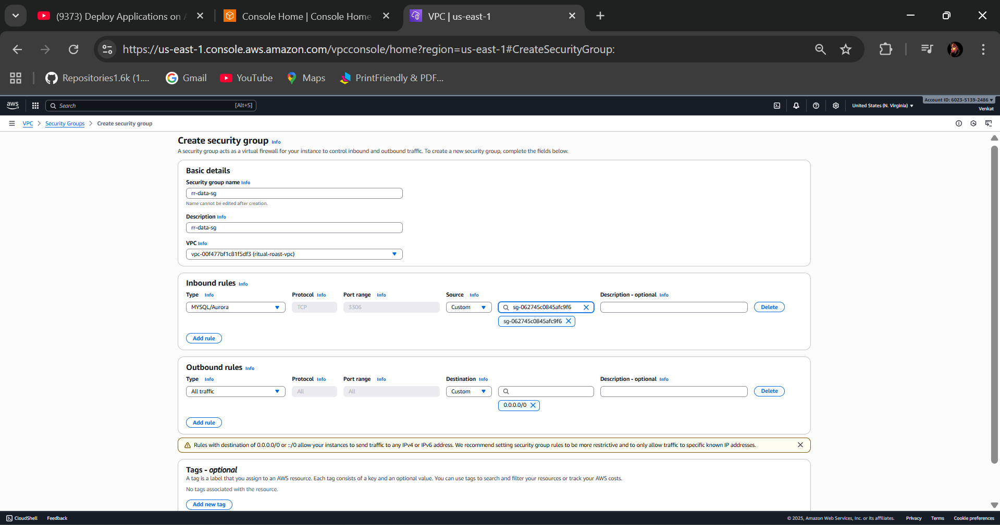 (9373) Deploy Applications on A
Console Home | Console Home
VPC | us-east-1
https://us-east-1.console.aws.amazon.com/vpcconsole/home?region=us-east-1#CreateSecurityGroup:
Repositories1.6k (1....
Gmail
YouTube
Maps
PrintFriendly & PDF...
aws
Search
[Alt+S]
United States (N. Virginia)
Account ID: 6023-5139-2486
Venkat
VPC > Security Groups > Create security group
Create security group Info
A security group acts as a virtual firewall for your instance to control inbound and outbound traffic. To create a new security group, complete the fields below.
Basic details
Security group name Info
rr-data-sg
Name cannot be edited after creation.
Description Info
rr-data-sg
VPC Info
vpc-00f477bf1c81f5df3 (ritual-roast-vpc)
Inbound rules Info
Type Info Protocol Info Port range Info Source Info Description - optional Info
MYSQL/Aurora TCP 3306 Custom sg-062745c0845afc9f6 Delete
sg-062745c0845afc9f6
Add rule
Outbound rules Info
Type Info Protocol Info Port range Info Destination Info Description - optional Info
All traffic All All Custom Delete
0.0.0.0/0
Add rule
Rules with destination of 0.0.0.0/0 or ::/0 allow your instances to send traffic to any IPv4 or IPv6 address. We recommend setting security group rules to be more restrictive and to only allow traffic to specific known IP addresses.
Tags - optional
A tag is a label that you assign to an AWS resource. Each tag consists of a key and an optional value. You can use tags to search and filter your resources or track your AWS costs.
No tags associated with the resource.
Add new tag
CloudShell Feedback © 2025, Amazon Web Services, Inc. or its affiliates. Privacy Terms Cookie preferences